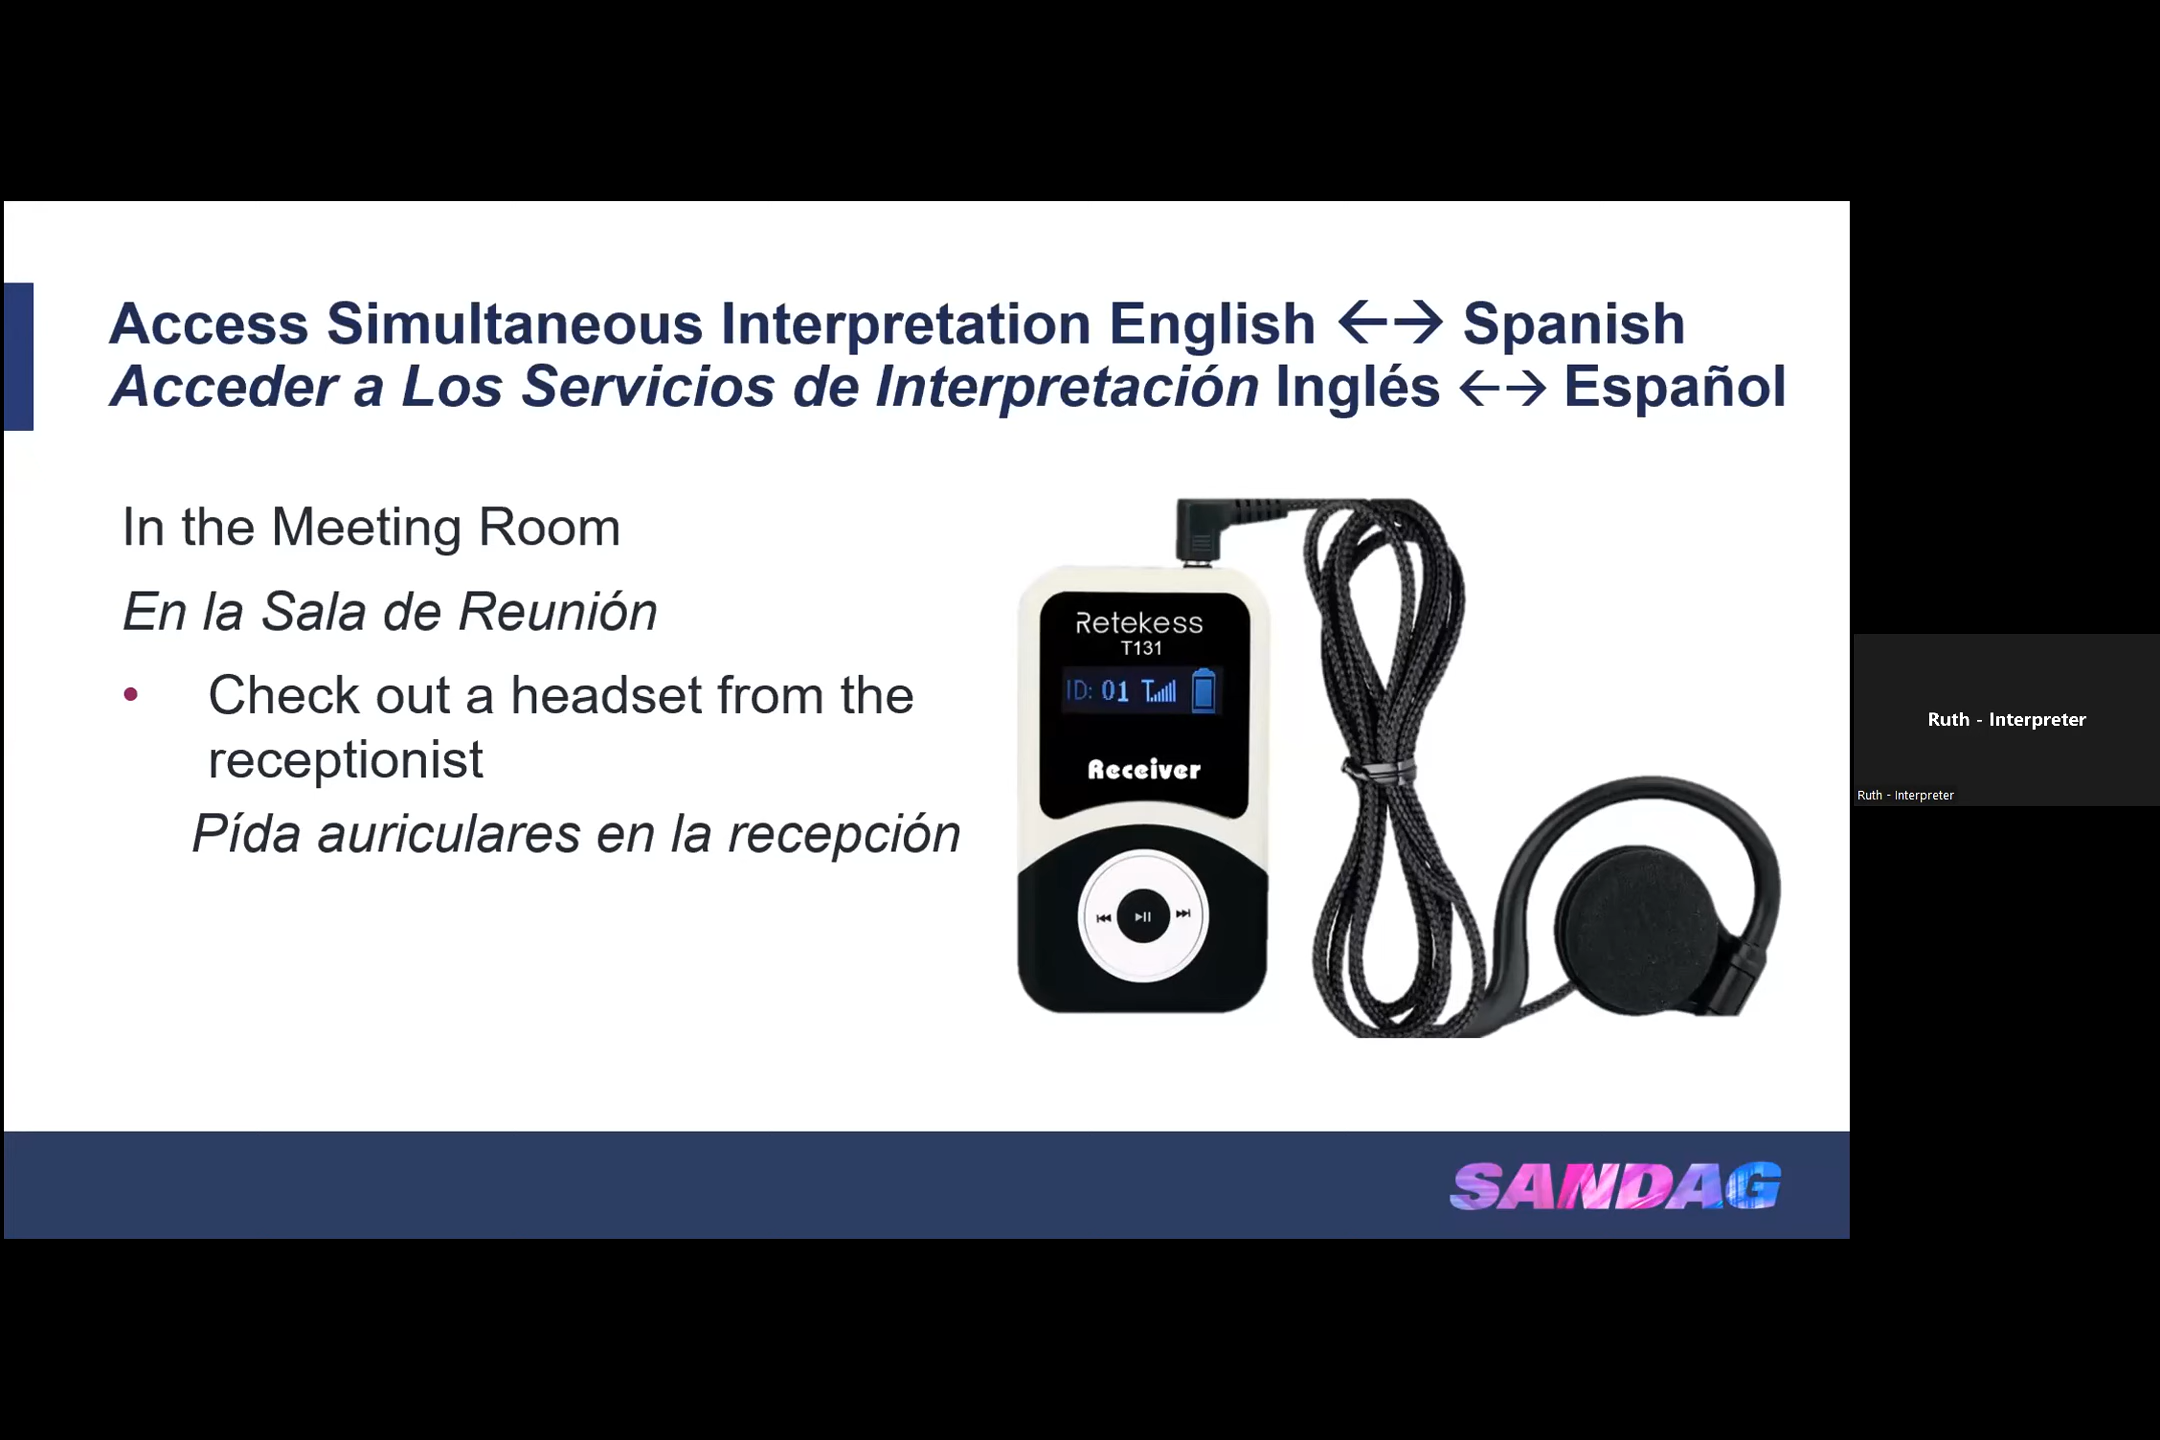 Access Simultaneous Interpretation English ←→ Spanish
Acceder a Los Servicios de Interpretación Inglés ←→ Español
In the Meeting Room
En la Sala de Reunión
• Check out a headset from the
receptionist
Pída auriculares en la recepción
Retekess
T131
ID: 01
Receiver
SANDAG
Ruth - Interpreter
Ruth - Interpreter